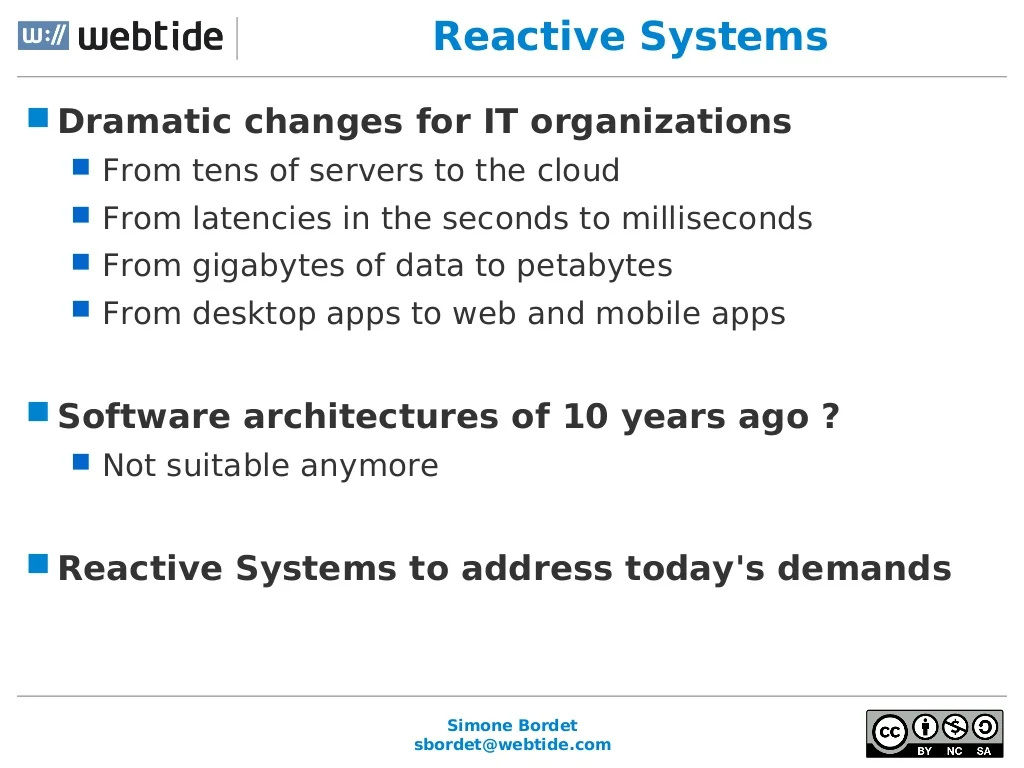 w:// webtide
Reactive Systems
Dramatic changes for IT organizations
From tens of servers to the cloud
From latencies in the seconds to milliseconds
From gigabytes of data to petabytes
From desktop apps to web and mobile apps
Software architectures of 10 years ago ?
Not suitable anymore
Reactive Systems to address today's demands
Simone Bordet
sbordet@webtide.com
cc
BY NC SA